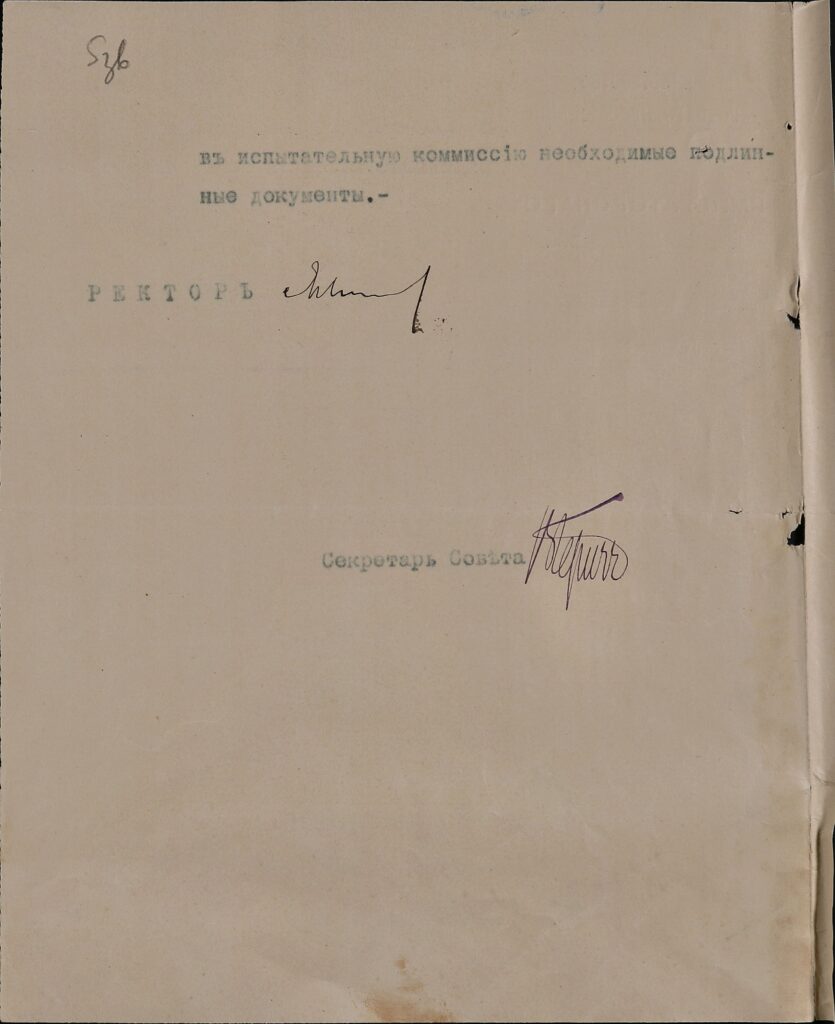 въ испытательную коммиссію необходимые подлин-
ные документы.-
РЕКТОРЪ
Секретарь Совѣта